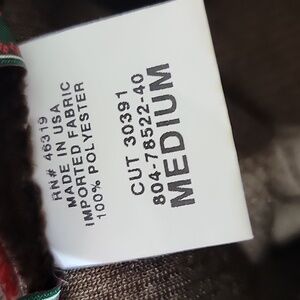 RN# 46319
MADE IN USA
IMPORTED FABRIC
100% POLYESTER
CUT 30391
804-78522-40
MEDIUM